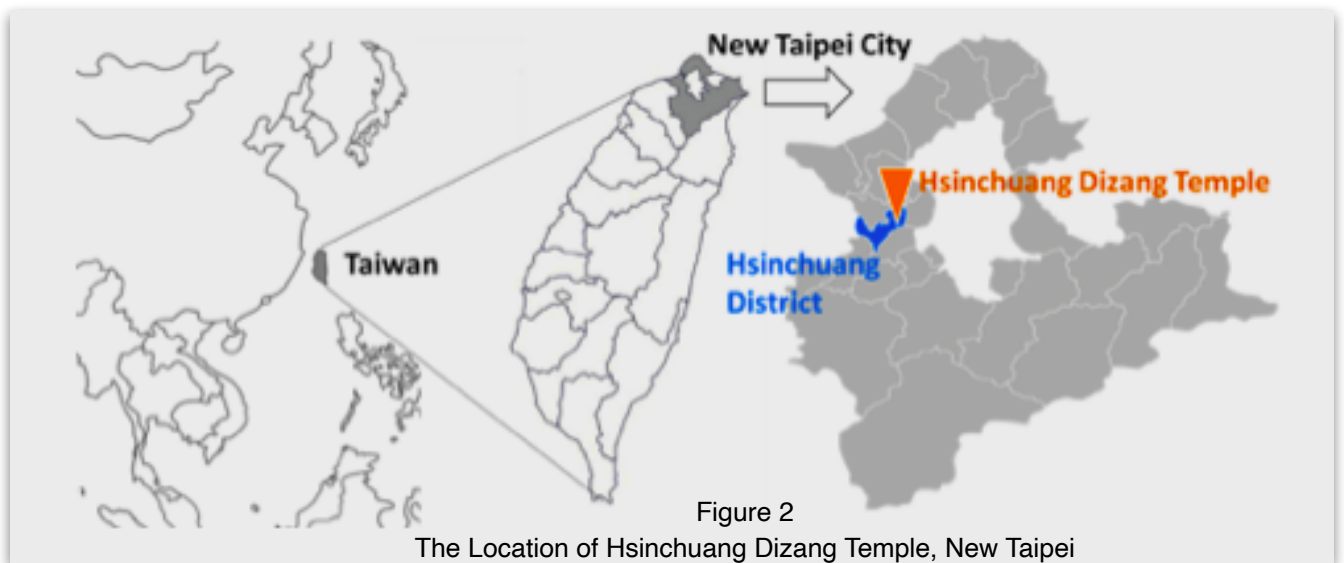 New Taipei City
Hsinchuang Dizang Temple
Taiwan
Hsinchuang
District
Figure 2
The Location of Hsinchuang Dizang Temple, New Taipei